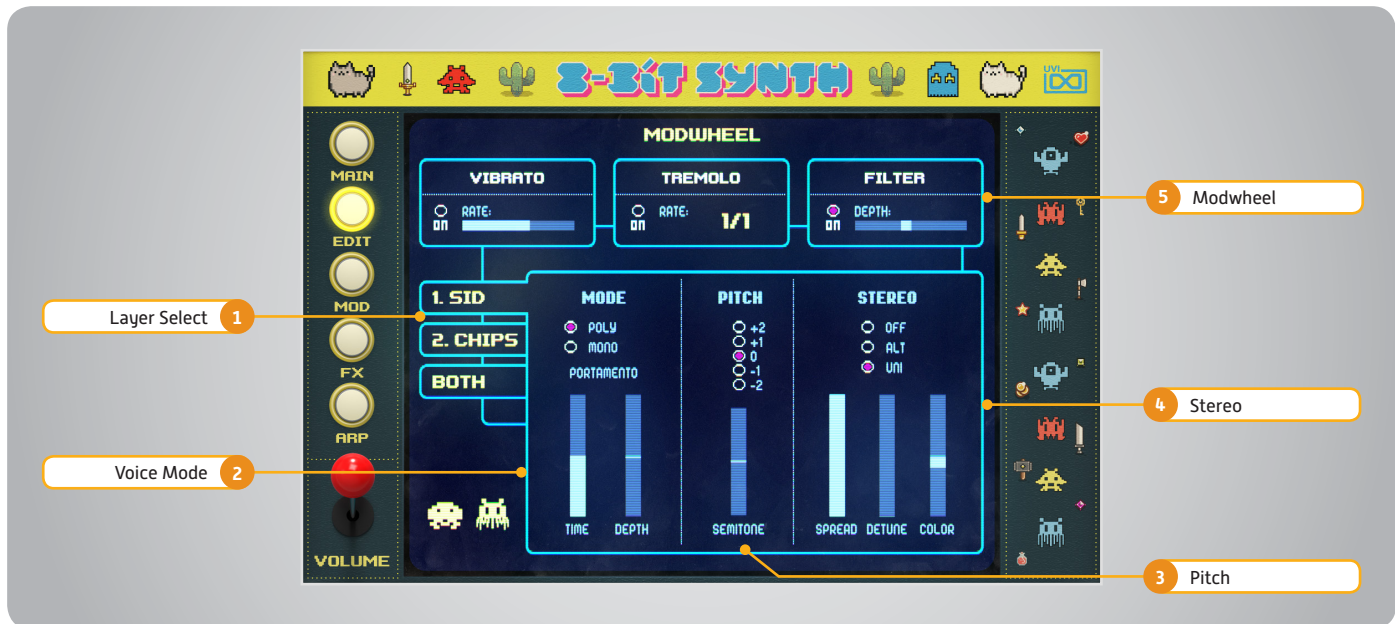 8-Bit SYNTH
UVI
MODWHEEL
MAIN
EDIT
MOD
FX
ARP
VOLUME
VIBRATO
ON RATE:
TREMOLO
ON RATE: 1/1
FILTER
ON DEPTH:
1. SID
2. CHIPS
BOTH
MODE
POLY
MONO
PORTAMENTO
TIME DEPTH
PITCH
+2
+1
0
-1
-2
SEMITONE
STEREO
OFF
ALT
UNI
SPREAD DETUNE COLOR
Layer Select 1
Voice Mode 2
3 Pitch
4 Stereo
5 Modwheel